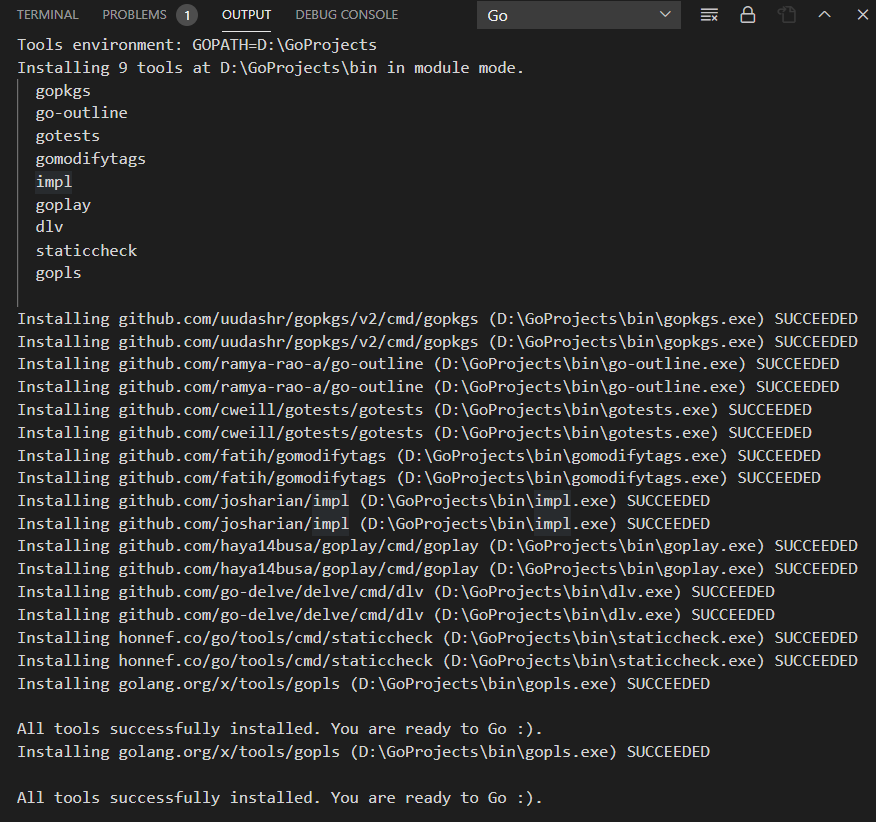 TERMINAL PROBLEMS 1 OUTPUT DEBUG CONSOLE Go
Tools environment: GOPATH=D:\GoProjects
Installing 9 tools at D:\GoProjects\bin in module mode.
gopkgs
go-outline
gotests
gomodifytags
impl
goplay
dlv
staticcheck
gopls
Installing github.com/uudashr/gopkgs/v2/cmd/gopkgs (D:\GoProjects\bin\gopkgs.exe) SUCCEEDED
Installing github.com/uudashr/gopkgs/v2/cmd/gopkgs (D:\GoProjects\bin\gopkgs.exe) SUCCEEDED
Installing github.com/ramya-rao-a/go-outline (D:\GoProjects\bin\go-outline.exe) SUCCEEDED
Installing github.com/ramya-rao-a/go-outline (D:\GoProjects\bin\go-outline.exe) SUCCEEDED
Installing github.com/cweill/gotests/gotests (D:\GoProjects\bin\gotests.exe) SUCCEEDED
Installing github.com/cweill/gotests/gotests (D:\GoProjects\bin\gotests.exe) SUCCEEDED
Installing github.com/fatih/gomodifytags (D:\GoProjects\bin\gomodifytags.exe) SUCCEEDED
Installing github.com/fatih/gomodifytags (D:\GoProjects\bin\gomodifytags.exe) SUCCEEDED
Installing github.com/josharian/impl (D:\GoProjects\bin\impl.exe) SUCCEEDED
Installing github.com/josharian/impl (D:\GoProjects\bin\impl.exe) SUCCEEDED
Installing github.com/haya14busa/goplay/cmd/goplay (D:\GoProjects\bin\goplay.exe) SUCCEEDED
Installing github.com/haya14busa/goplay/cmd/goplay (D:\GoProjects\bin\goplay.exe) SUCCEEDED
Installing github.com/go-delve/delve/cmd/dlv (D:\GoProjects\bin\dlv.exe) SUCCEEDED
Installing github.com/go-delve/delve/cmd/dlv (D:\GoProjects\bin\dlv.exe) SUCCEEDED
Installing honnef.co/go/tools/cmd/staticcheck (D:\GoProjects\bin\staticcheck.exe) SUCCEEDED
Installing honnef.co/go/tools/cmd/staticcheck (D:\GoProjects\bin\staticcheck.exe) SUCCEEDED
Installing golang.org/x/tools/gopls (D:\GoProjects\bin\gopls.exe) SUCCEEDED
All tools successfully installed. You are ready to Go :).
Installing golang.org/x/tools/gopls (D:\GoProjects\bin\gopls.exe) SUCCEEDED
All tools successfully installed. You are ready to Go :).